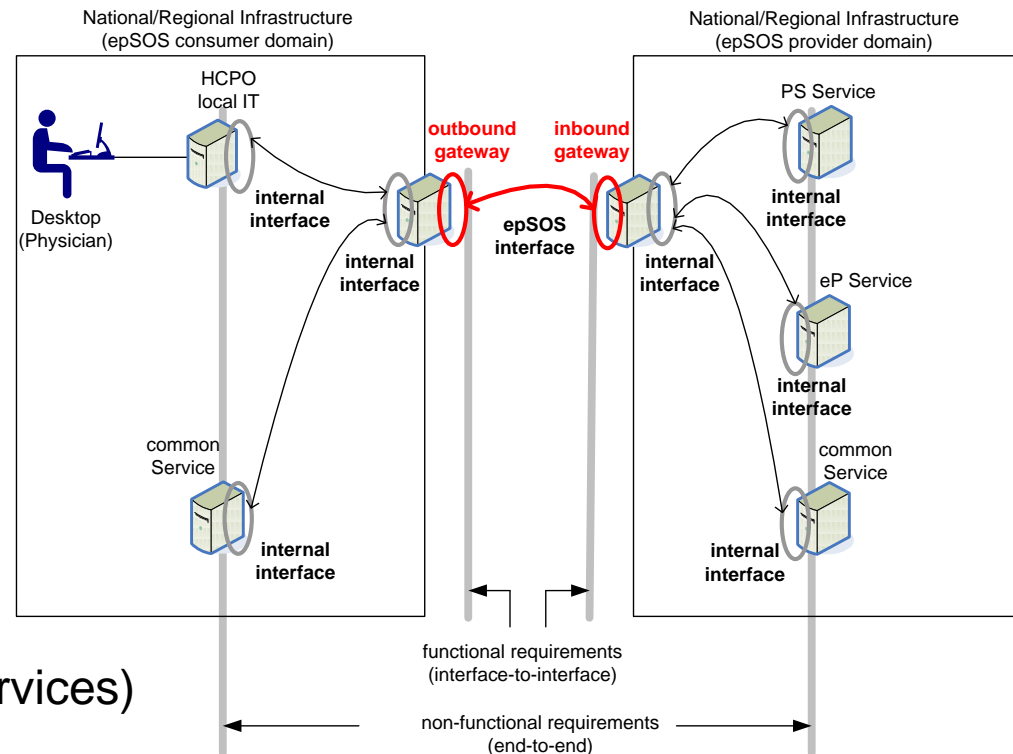 National/Regional Infrastructure
(epSOS consumer domain)
National/Regional Infrastructure
(epSOS provider domain)
HCPO
local IT
PS Service
outbound
gateway
inbound
gateway
internal
interface
internal
interface
Desktop
(Physician)
epSOS
interface
internal
interface
internal
interface
eP Service
internal
interface
common
Service
common
Service
internal
interface
internal
interface
functional requirements
(interface-to-interface)
rvices)
non-functional requirements
(end-to-end)